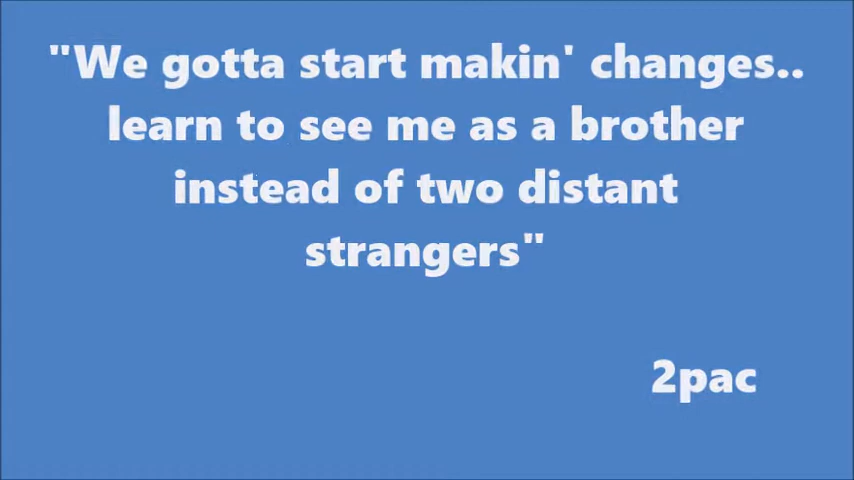 "We gotta start makin' changes..
learn to see me as a brother
instead of two distant
strangers"
2pac